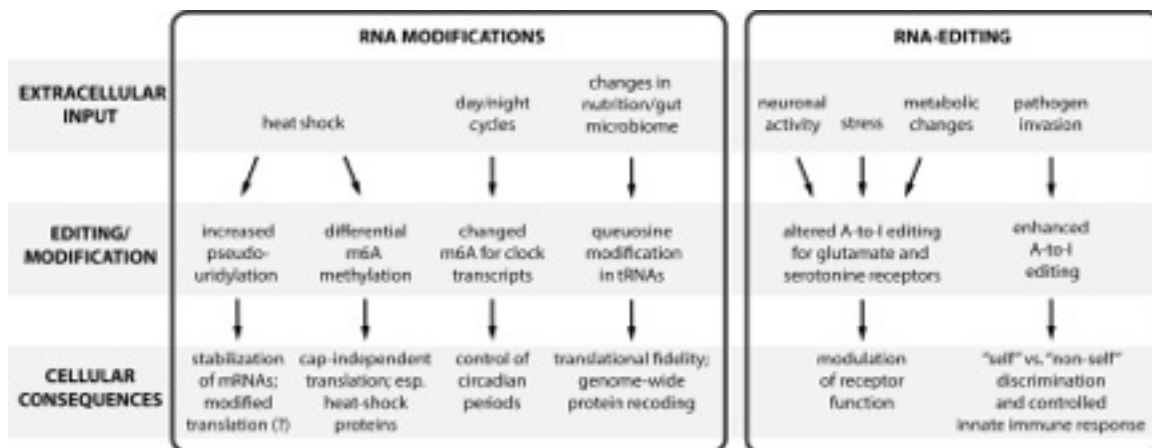 RNA MODIFICATIONS
RNA-EDITING
EXTRACELLULAR
INPUT
heat shock
day/night
cycles
changes in
nutrition/gut
microbiome
neuronal
activity
stress
metabolic
changes
pathogen
invasion
EDITING/
MODIFICATION
increased
pseudo-
uridylation
differential
m6A
methylation
changed
m6A for clock
transcripts
queuosine
modification
in tRNAs
altered A-to-I editing
for glutamate and
serotonine receptors
enhanced
A-to-I
editing
CELLULAR
CONSEQUENCES
stabilization
of mRNAs;
modified
translation (?)
cap-independent
translation; esp.
heat-shock
proteins
control of
circadian
periods
translational fidelity;
genome-wide
protein recoding
modulation
of receptor
function
"self" vs. "non-self"
discrimination
and controlled
innate immune response